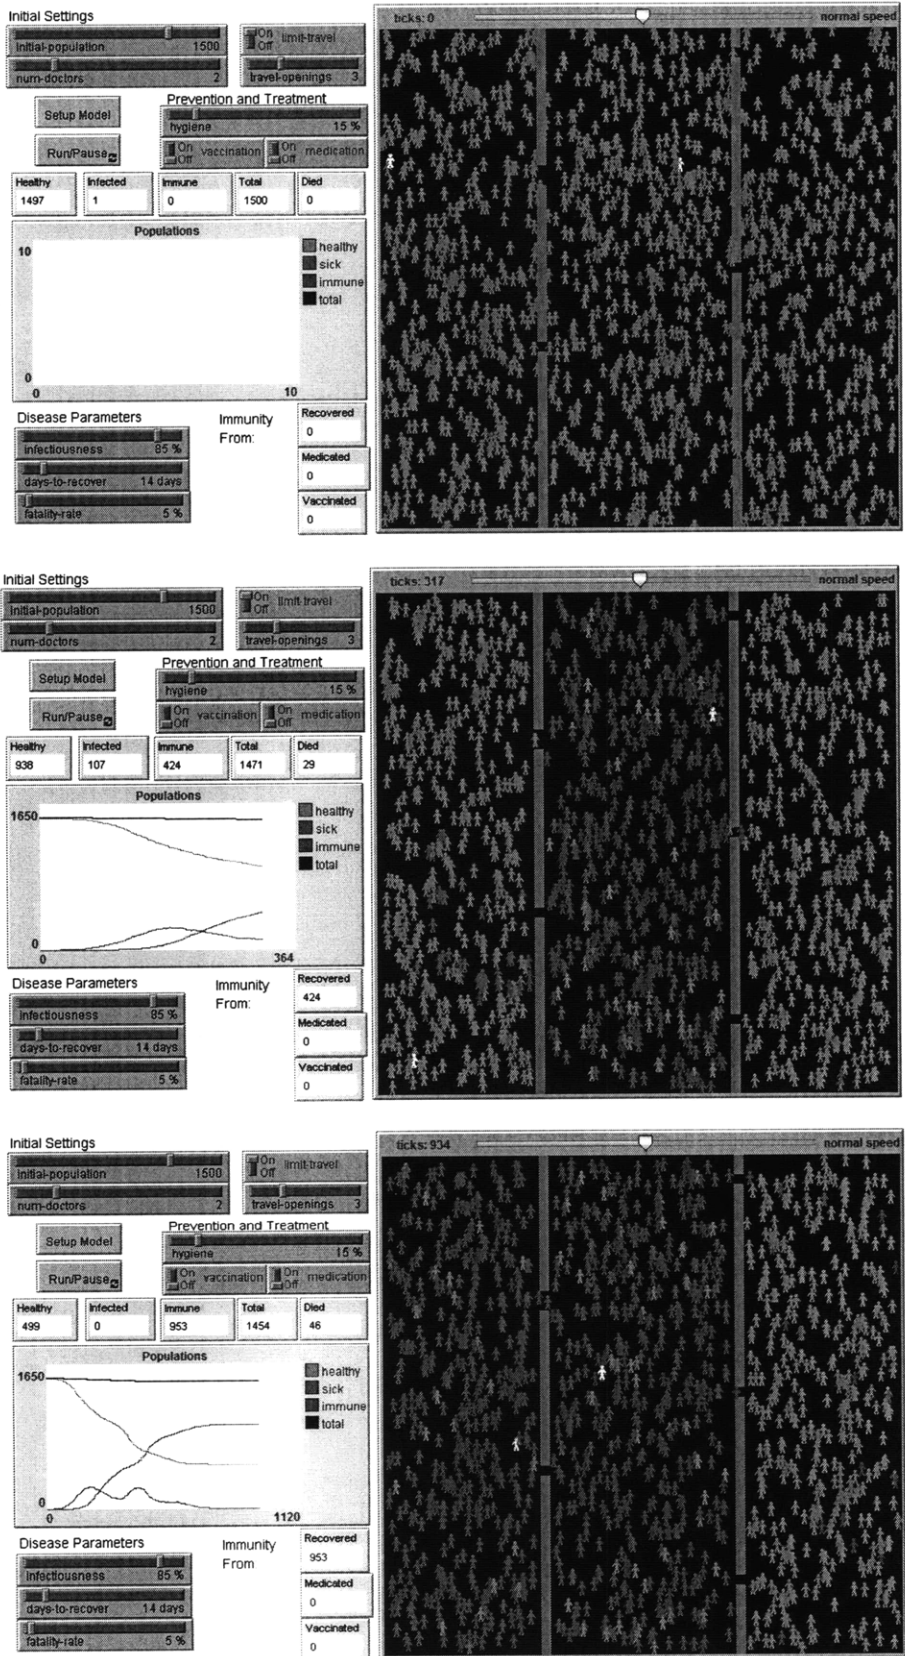 Initial Settings
initial-population 1500
On
Off limit-travel
num-doctors 2
travel-openings 3
Setup Model
Prevention and Treatment
hygiene 15 %
Run/Pause
On
Off vaccination
On
Off medication
Healthy
1497
Infected
1
Immune
0
Total
1500
Died
0
Populations
10
0
0 10
healthy
sick
immune
total
Disease Parameters
infectiousness 85 %
days-to-recover 14 days
fatality-rate 5 %
Immunity
From:
Recovered
0
Medicated
0
Vaccinated
0
ticks: 0 normal speed
Initial Settings
initial-population 1500
On
Off limit-travel
num-doctors 2
travel-openings 3
Setup Model
Prevention and Treatment
hygiene 15 %
Run/Pause
On
Off vaccination
On
Off medication
Healthy
938
Infected
107
Immune
424
Total
1471
Died
29
Populations
1650
0
0 364
healthy
sick
immune
total
Disease Parameters
infectiousness 85 %
days-to-recover 14 days
fatality-rate 5 %
Immunity
From:
Recovered
424
Medicated
0
Vaccinated
0
ticks: 317 normal speed
Initial Settings
initial-population 1500
On
Off limit-travel
num-doctors 2
travel-openings 3
Setup Model
Prevention and Treatment
hygiene 15 %
Run/Pause
On
Off vaccination
On
Off medication
Healthy
499
Infected
0
Immune
953
Total
1454
Died
46
Populations
1650
0
0 1120
healthy
sick
immune
total
Disease Parameters
infectiousness 85 %
days-to-recover 14 days
fatality-rate 5 %
Immunity
From
Recovered
953
Medicated
0
Vaccinated
0
ticks: 934 normal speed